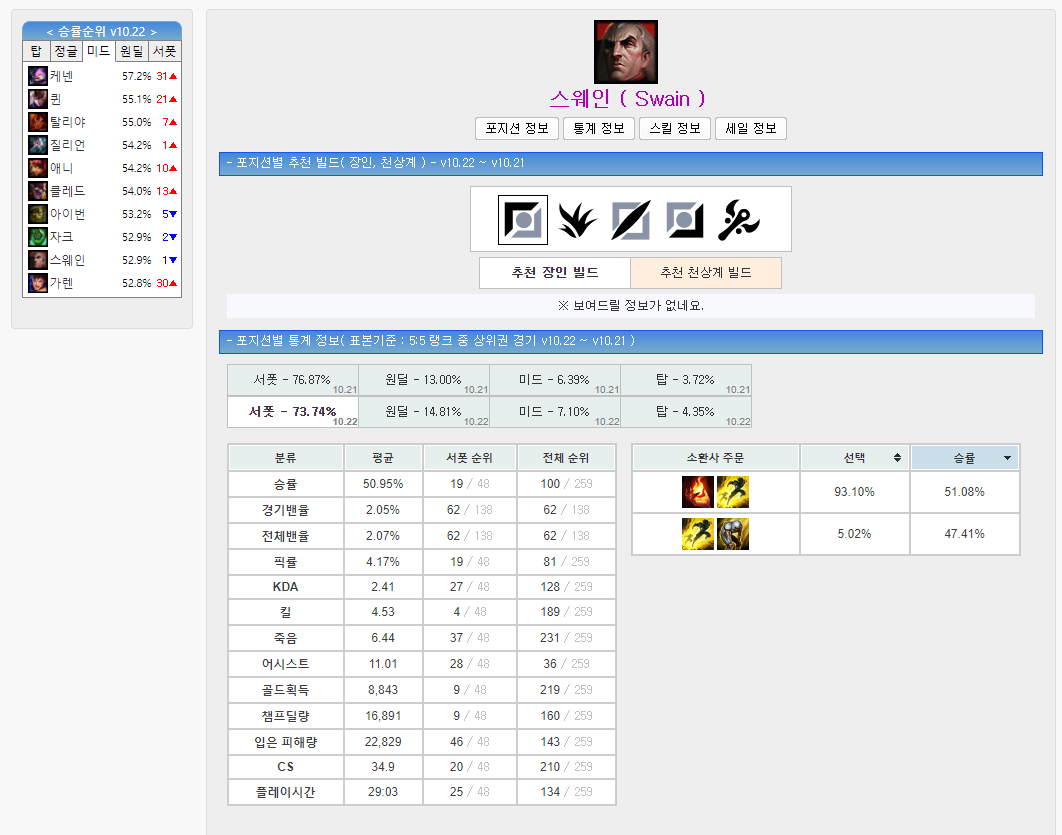 < 승률순위 v10.22 >
탑 정글 미드 원딜 서폿
케넨 57.2% 31▲
퀸 55.1% 21▲
탈리야 55.0% 7▲
질리언 54.2% 1▲
애니 54.2% 10▲
클레드 54.0% 13▲
아이번 53.2% 5▼
자크 52.9% 2▼
스웨인 52.9% 1▼
가렌 52.8% 30▲
스웨인 ( Swain )
포지션 정보 통계 정보 스킬 정보 세일 정보
- 포지션별 추천 빌드( 장인, 천상계 ) - v10.22 ~ v10.21
추천 장인 빌드 추천 천상계 빌드
※ 보여드릴 정보가 없네요.
- 포지션별 통계 정보( 표본기준 : 5:5 랭크 중 상위권 경기 v10.22 ~ v10.21 )
서폿 - 76.87% 10.21 원딜 - 13.00% 10.21 미드 - 6.39% 10.21 탑 - 3.72% 10.21
서폿 - 73.74% 10.22 원딜 - 14.81% 10.22 미드 - 7.10% 10.22 탑 - 4.35% 10.22
분류 평균 서폿 순위 전체 순위
승률 50.95% 19 / 48 100 / 259
경기밴율 2.05% 62 / 138 62 / 138
전체밴율 2.07% 62 / 138 62 / 138
픽률 4.17% 19 / 48 81 / 259
KDA 2.41 27 / 48 128 / 259
킬 4.53 4 / 48 189 / 259
죽음 6.44 37 / 48 231 / 259
어시스트 11.01 28 / 48 36 / 259
골드획득 8,843 9 / 48 219 / 259
챔프딜량 16,891 9 / 48 160 / 259
입은 피해량 22,829 46 / 48 143 / 259
CS 34.9 20 / 48 210 / 259
플레이시간 29:03 25 / 48 134 / 259
소환사 주문 선택 승률
93.10% 51.08%
5.02% 47.41%